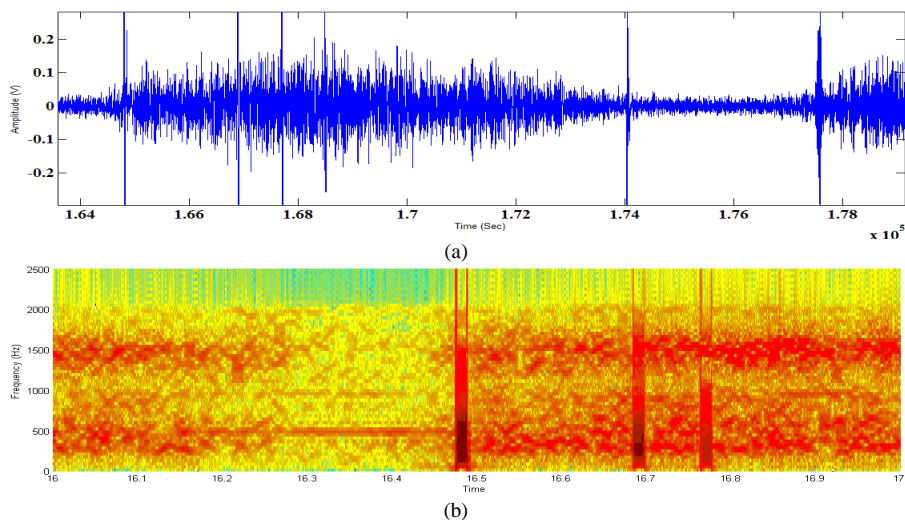 Amplitude (V)
0.2
0.1
0
-0.1
-0.2
1.64 1.66 1.68 1.7 1.72 1.74 1.76 1.78
Time (Sec)
x 10^5
(a)
Frequency (Hz)
2500
2000
1500
1000
500
0
16 16.1 16.2 16.3 16.4 16.5 16.6 16.7 16.8 16.9 17
Time
(b)